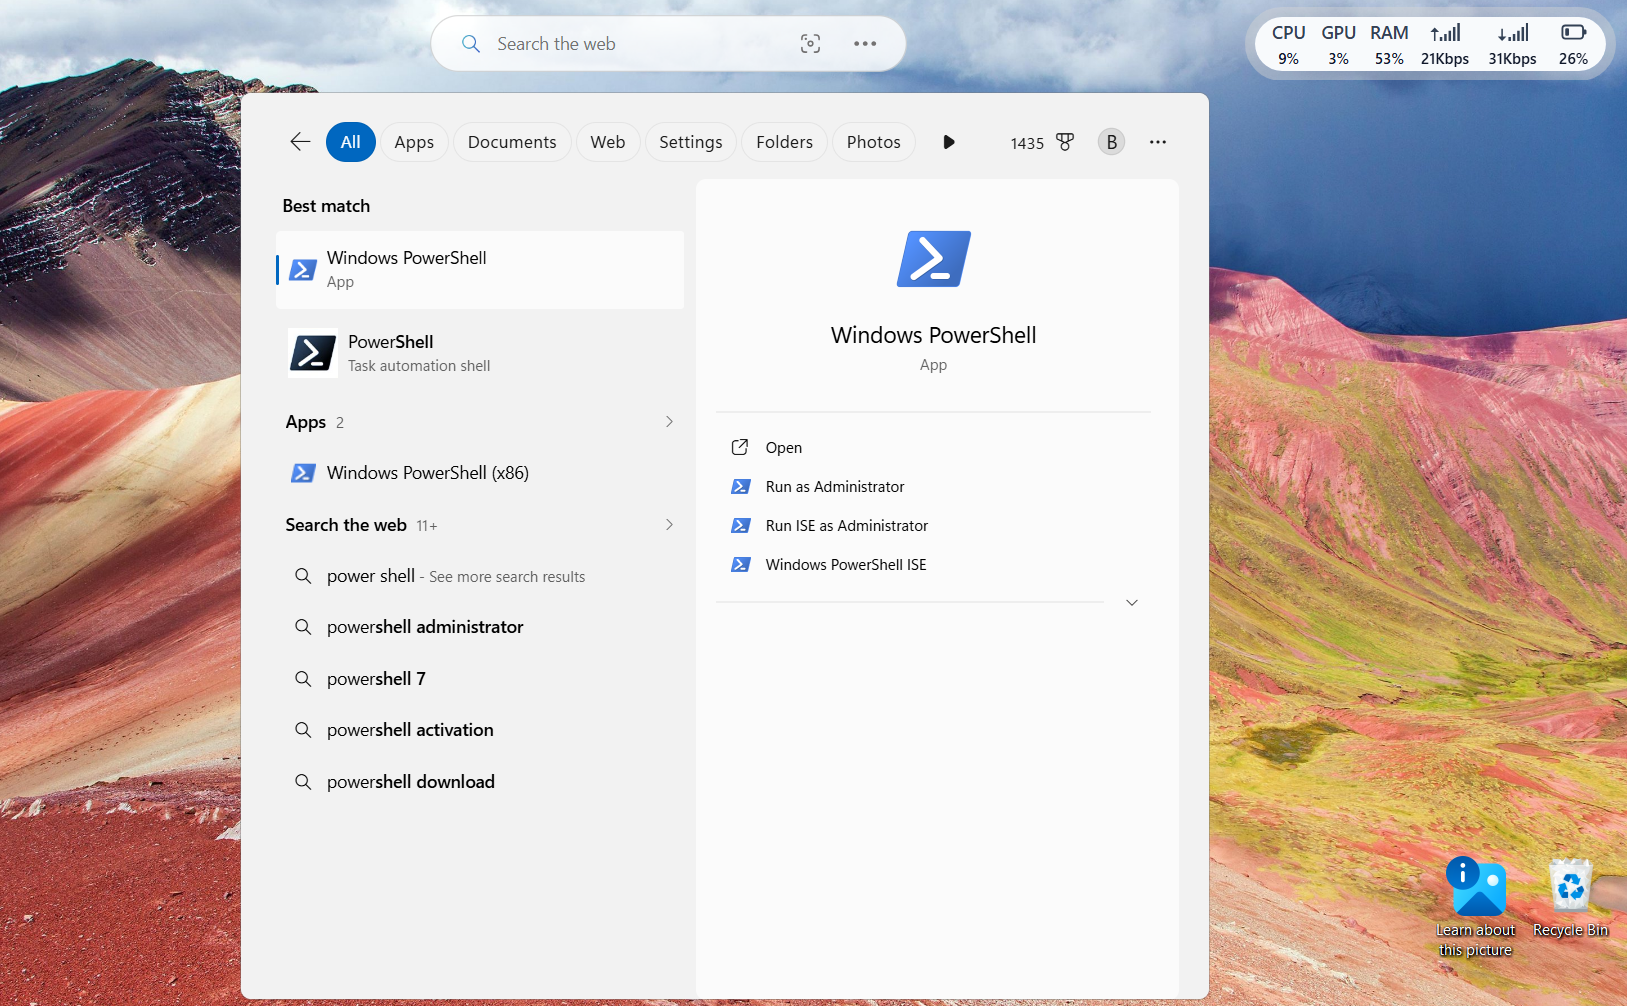 Search the web
CPU GPU RAM
9% 3% 53% 21Kbps 31Kbps 26%
All Apps Documents Web Settings Folders Photos 1435 B
Best match
Windows PowerShell
App
PowerShell
Task automation shell
Apps 2
Windows PowerShell (x86)
Search the web 11+
power shell - See more search results
powershell administrator
powershell 7
powershell activation
powershell download
Windows PowerShell
App
Open
Run as Administrator
Run ISE as Administrator
Windows PowerShell ISE
Learn about
this picture
Recycle Bin